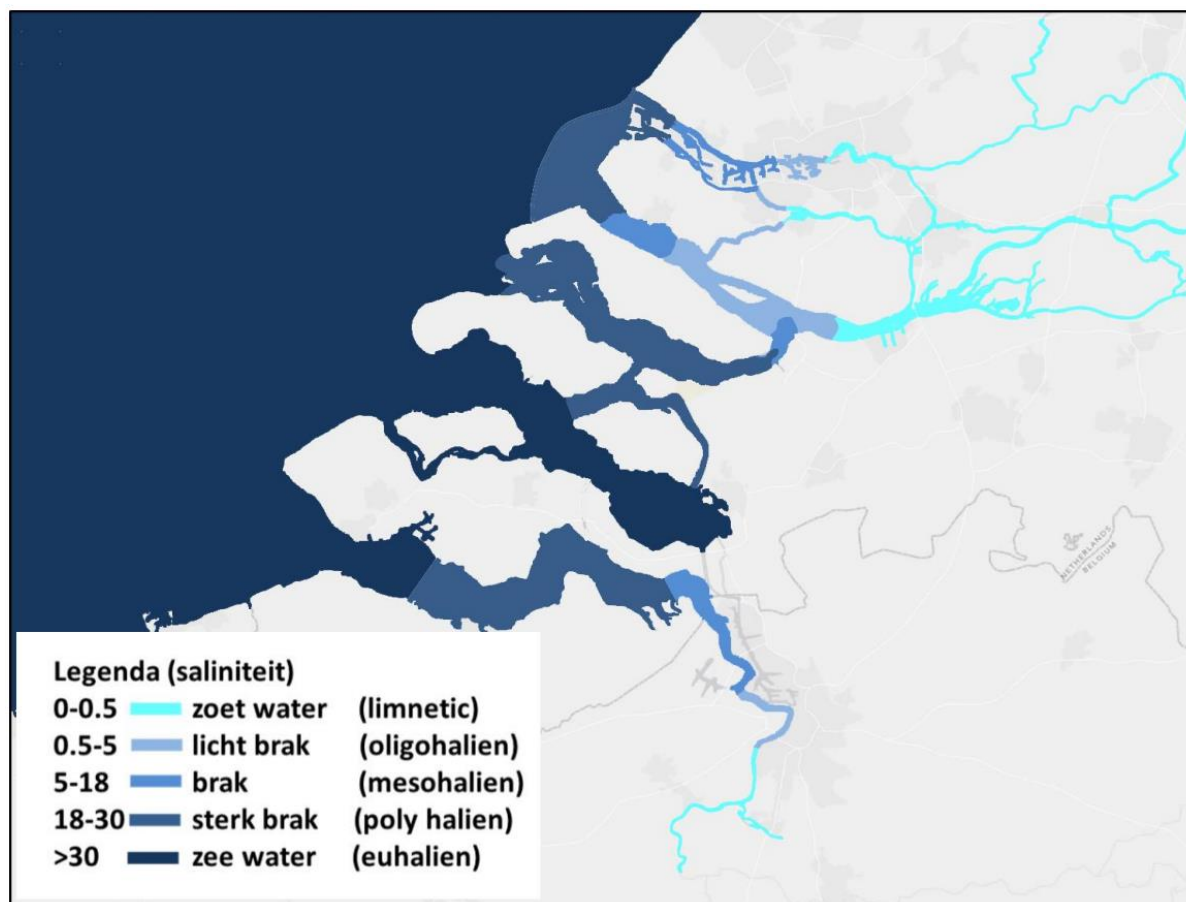 NETHERLANDS
BELGIUM
Legenda (saliniteit)
0-0.5 zoet water (limnetic)
0.5-5 licht brak (oligohalien)
5-18 brak (mesohalien)
18-30 sterk brak (poly halien)
>30 zee water (euhalien)